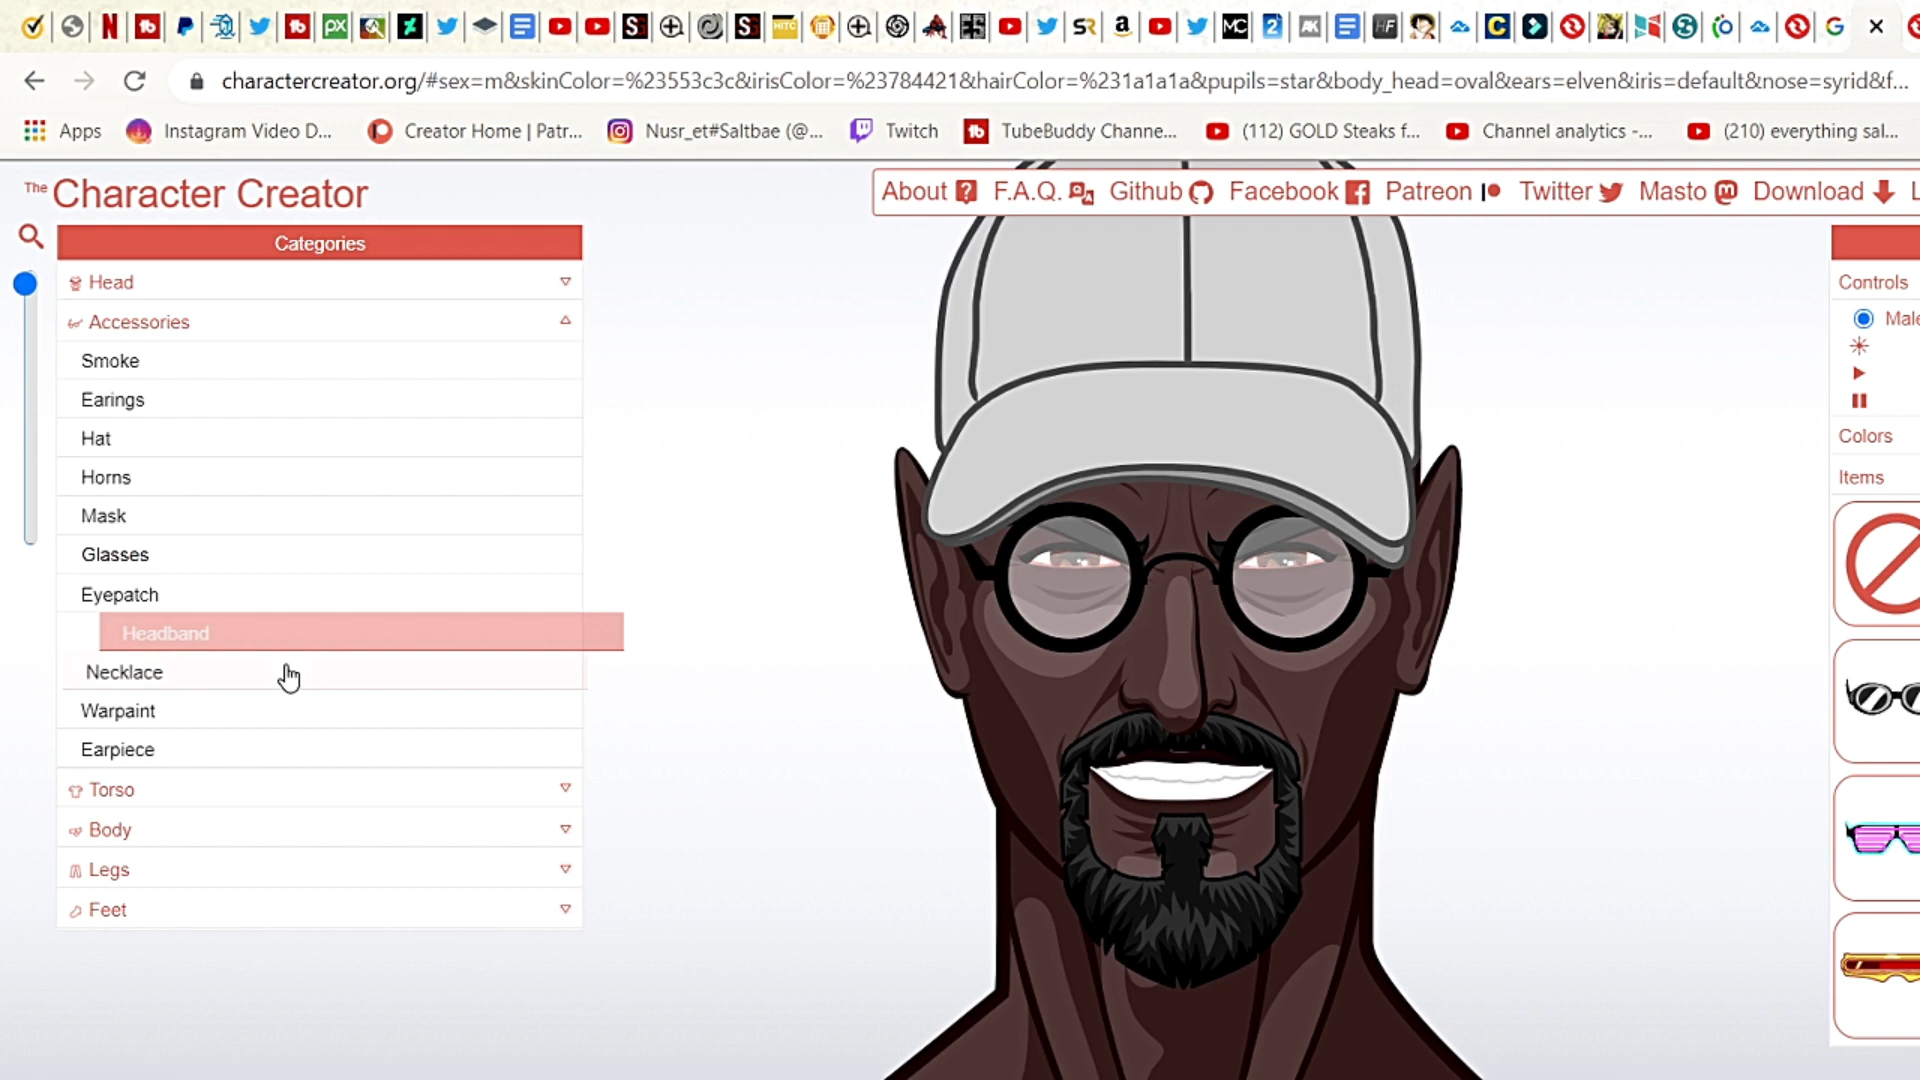 charactercreator.org/#sex=m&skinColor=%23553c3c&irisColor=%23784421&hairColor=%231a1a1a&pupils=star&body_head=oval&ears=elven&iris=default&nose=syrid&f...
Apps Instagram Video D... Creator Home | Patr... Nusr_et#Saltbae (@... Twitch TubeBuddy Channe... (112) GOLD Steaks f... Channel analytics -... (210) everything sal...
The Character Creator
About F.A.Q. Github Facebook Patreon Twitter Masto Download L
Categories
Head
Accessories
Smoke
Earings
Hat
Horns
Mask
Glasses
Eyepatch
Headband
Necklace
Warpaint
Earpiece
Torso
Body
Legs
Feet
Controls
Male
Colors
Items